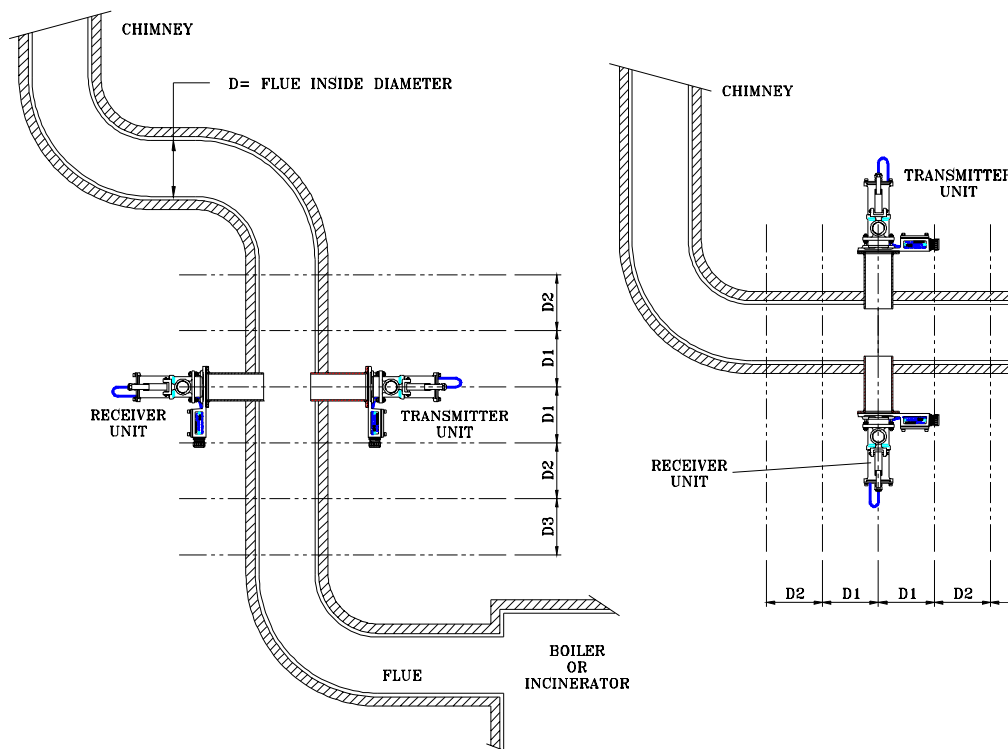 CHIMNEY
D= FLUE INSIDE DIAMETER
D2
D1
D1
D2
D3
RECEIVER
UNIT
TRANSMITTER
UNIT
FLUE
BOILER
OR
INCINERATOR
CHIMNEY
TRANSMITTER
UNIT
RECEIVER
UNIT
D2
D1
D1
D2